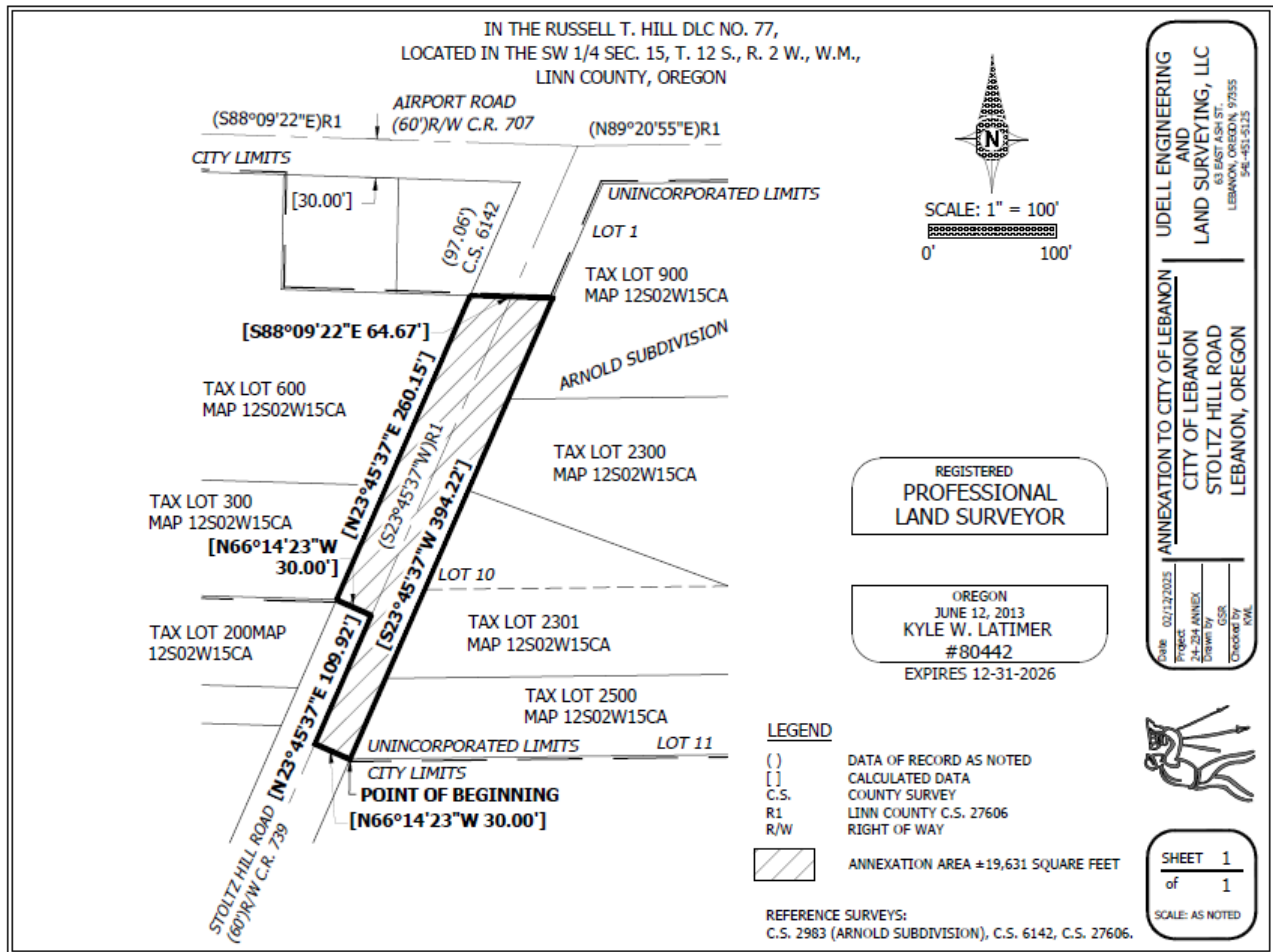 IN THE RUSSELL T. HILL DLC NO. 77,
LOCATED IN THE SW 1/4 SEC. 15, T. 12 S., R. 2 W., W.M.,
LINN COUNTY, OREGON
AIRPORT ROAD
(60')R/W C.R. 707
(S88°09'22"E)R1
(N89°20'55"E)R1
CITY LIMITS
[30.00']
UNINCORPORATED LIMITS
(97.06')
C.S. 6142
LOT 1
TAX LOT 900
MAP 12S02W15CA
[S88°09'22"E 64.67']
ARNOLD SUBDIVISION
TAX LOT 600
MAP 12S02W15CA
[N23°45'37"E 260.15']
(S23°45'37"W)R1
[S23°45'37"W 394.22']
TAX LOT 2300
MAP 12S02W15CA
TAX LOT 300
MAP 12S02W15CA
[N66°14'23"W
30.00']
LOT 10
TAX LOT 200MAP
12S02W15CA
TAX LOT 2301
MAP 12S02W15CA
[N23°45'37"E 109.92']
TAX LOT 2500
MAP 12S02W15CA
UNINCORPORATED LIMITS
LOT 11
CITY LIMITS
POINT OF BEGINNING
[N66°14'23"W 30.00']
STOLTZ HILL ROAD
(60')R/W C.R. 739
N
SCALE: 1" = 100'
0'
100'
REGISTERED
PROFESSIONAL
LAND SURVEYOR
OREGON
JUNE 12, 2013
KYLE W. LATIMER
#80442
EXPIRES 12-31-2026
LEGEND
( ) DATA OF RECORD AS NOTED
[ ] CALCULATED DATA
C.S. COUNTY SURVEY
R1 LINN COUNTY C.S. 27606
R/W RIGHT OF WAY
ANNEXATION AREA ±19,631 SQUARE FEET
REFERENCE SURVEYS:
C.S. 2983 (ARNOLD SUBDIVISION), C.S. 6142, C.S. 27606.
UDELL ENGINEERING
AND
LAND SURVEYING, LLC
63 EAST ASH ST.
LEBANON, OREGON, 97355
541-451-5125
ANNEXATION TO CITY OF LEBANON
CITY OF LEBANON
STOLTZ HILL ROAD
LEBANON, OREGON
Date 02/12/2025
Project
24-234 ANNEX
Drawn by
GSR
Checked by
KWL
SHEET 1
of 1
SCALE: AS NOTED